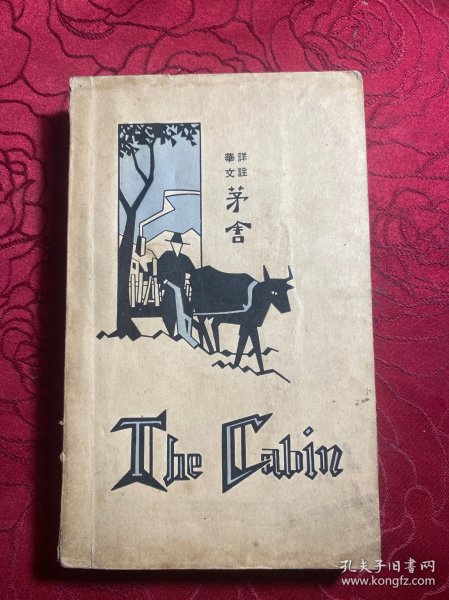 華文
詳註
茅舍
The Cabin
孔夫子旧书网
www.kongfz.com